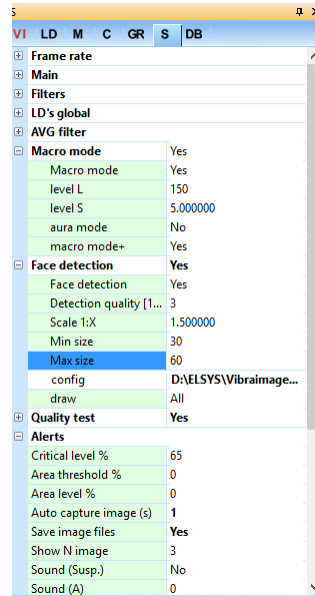 VI LD M C GR S DB
Frame rate
Main
Filters
LD's global
AVG filter
Macro mode Yes
Macro mode Yes
level L 150
level S 5.000000
aura mode No
macro mode+ Yes
Face detection Yes
Face detection Yes
Detection quality [1... 3
Scale 1:X 1.500000
Min size 30
Max size 60
config D:\ELSYS\Vibraimage...
draw All
Quality test Yes
Alerts
Critical level % 65
Area threshold % 0
Area level % 0
Auto capture image (s) 1
Save image files Yes
Show N image 3
Sound (Susp.) No
Sound (A) 0